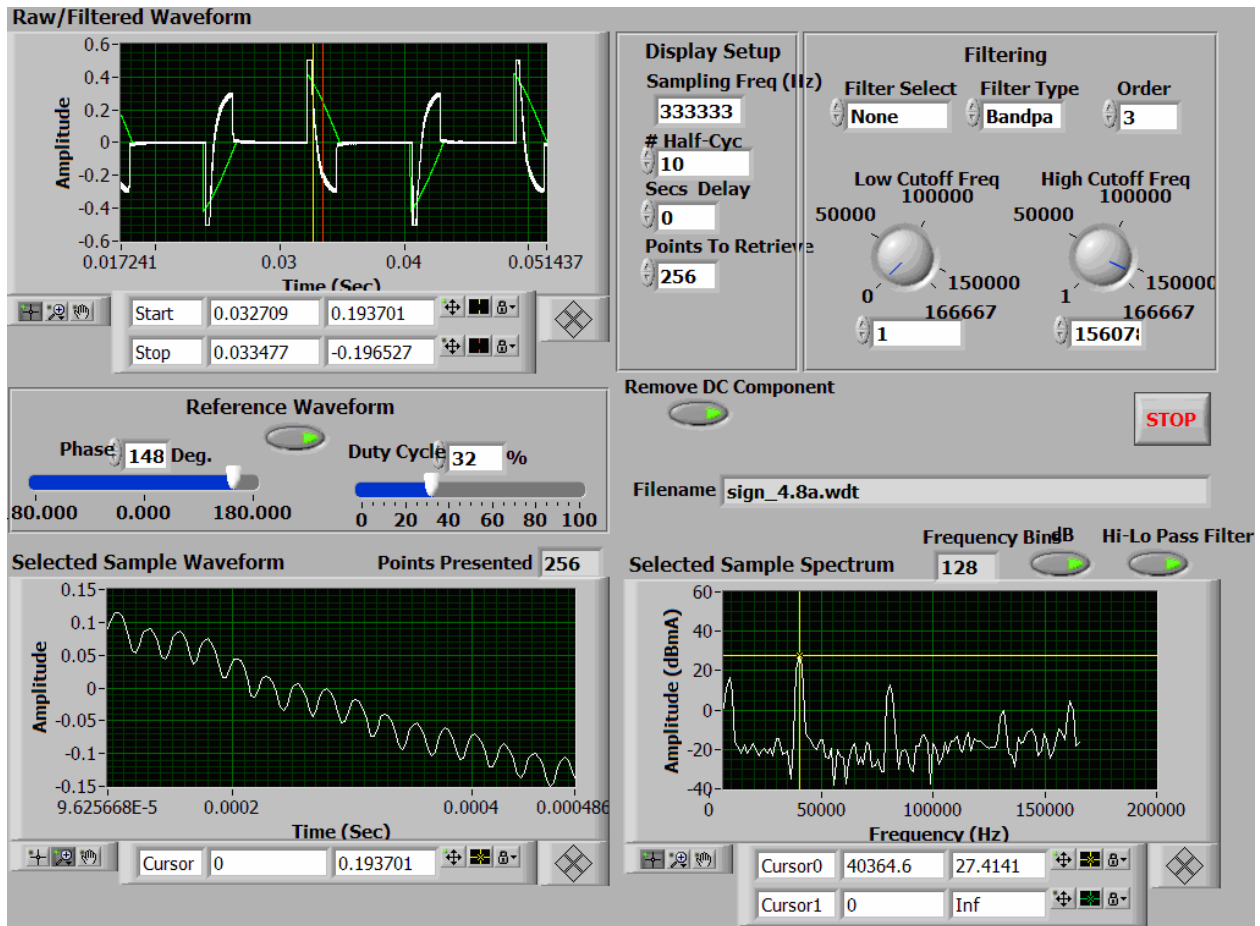 Raw/Filtered Waveform
0.6
0.4
0.2
0
-0.2
-0.4
-0.6
Amplitude
0.017241 0.03 0.04 0.051437
Time (Sec)
Start 0.032709 0.193701
Stop 0.033477 -0.196527
Display Setup
Sampling Freq (Hz)
333333
# Half-Cyc
10
Secs Delay
0
Points To Retrieve
256
Filtering
Filter Select Filter Type Order
None Bandpa 3
Low Cutoff Freq High Cutoff Freq
100000 100000
50000 50000
150000 150000
0 1
166667 166667
1 156078
Reference Waveform
Phase 148 Deg. Duty Cycle 32 %
80.000 0.000 180.000
0 20 40 60 80 100
Remove DC Component
STOP
Filename sign_4.8a.wdt
Selected Sample Waveform Points Presented 256
0.15
0.1
0.05
0
-0.05
-0.1
-0.15
Amplitude
9.625668E-5 0.0002 0.0004 0.000486
Time (Sec)
Cursor 0 0.193701
Frequency Bins dB Hi-Lo Pass Filter
Selected Sample Spectrum 128
60
40
20
0
-20
-40
Amplitude (dBmA)
0 50000 100000 150000 200000
Frequency (Hz)
Cursor0 40364.6 27.4141
Cursor1 0 Inf